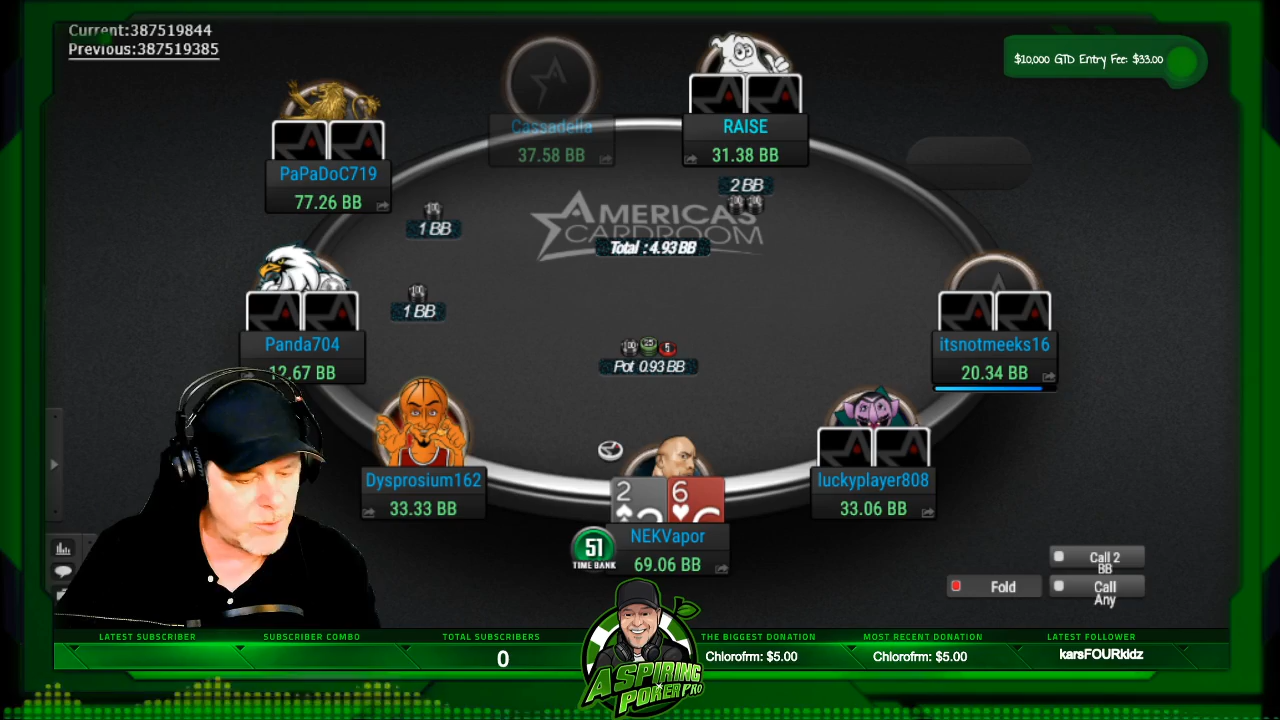 Current:387519844
Previous:387519385
$10,000 GTD Entry Fee: $33.00
Cassadella
37.58 BB
RAISE
31.38 BB
PaPaDoC719
77.26 BB
2 BB
1 BB
AMERICAS
CARDROOM
Total : 4.93 BB
1 BB
Panda704
12.67 BB
itsnotmeeks16
20.34 BB
Pot 0.93 BB
Dysprosium162
33.33 BB
luckyplayer808
33.06 BB
2 6
NEKVapor
69.06 BB
51
TIME BANK
Call 2
BB
Fold
Call
Any
LATEST SUBSCRIBER
SUBSCRIBER COMBO
TOTAL SUBSCRIBERS
0
THE BIGGEST DONATION
Chlorofrm: $5.00
MOST RECENT DONATION
Chlorofrm: $5.00
LATEST FOLLOWER
karsFOURkidz
ASPIRING
POKER PRO